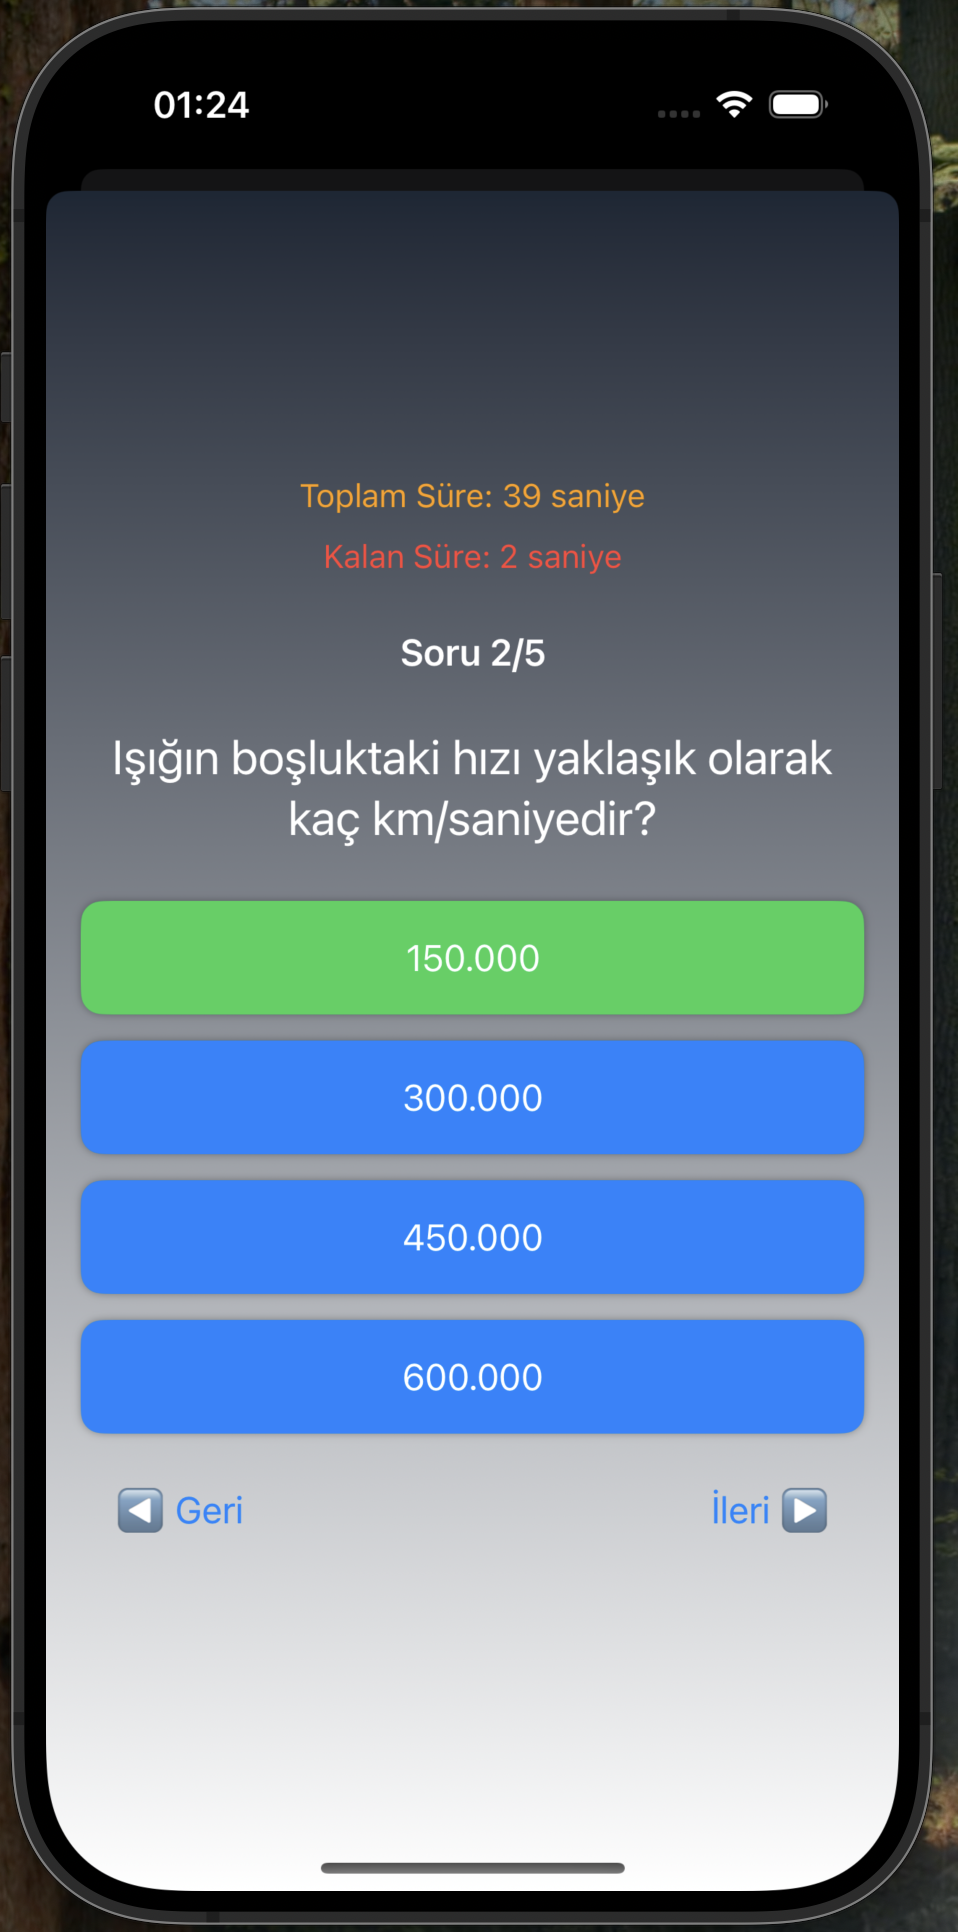 01:24
Toplam Süre: 39 saniye
Kalan Süre: 2 saniye
Soru 2/5
Işığın boşluktaki hızı yaklaşık olarak
kaç km/saniyedir?
150.000
300.000
450.000
600.000
Geri
İleri